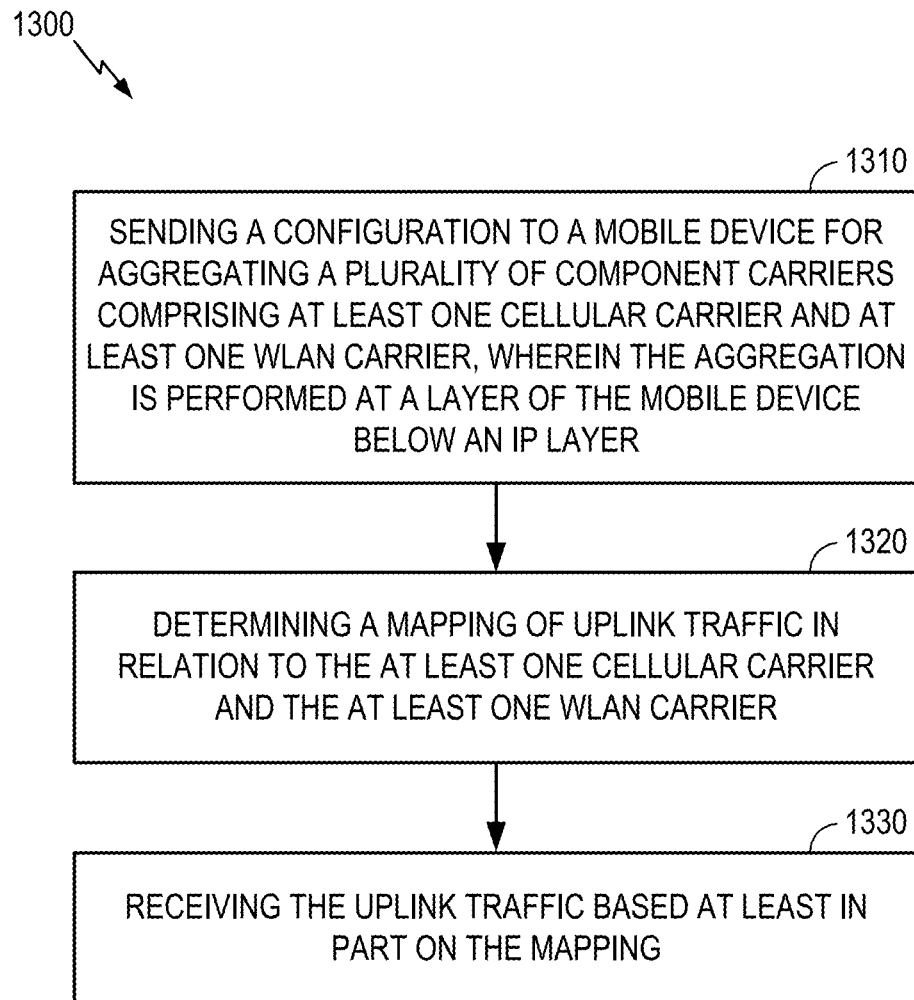 1300
1310
SENDING A CONFIGURATION TO A MOBILE DEVICE FOR
AGGREGATING A PLURALITY OF COMPONENT CARRIERS
COMPRISING AT LEAST ONE CELLULAR CARRIER AND AT
LEAST ONE WLAN CARRIER, WHEREIN THE AGGREGATION
IS PERFORMED AT A LAYER OF THE MOBILE DEVICE
BELOW AN IP LAYER
1320
DETERMINING A MAPPING OF UPLINK TRAFFIC IN
RELATION TO THE AT LEAST ONE CELLULAR CARRIER
AND THE AT LEAST ONE WLAN CARRIER
1330
RECEIVING THE UPLINK TRAFFIC BASED AT LEAST IN
PART ON THE MAPPING